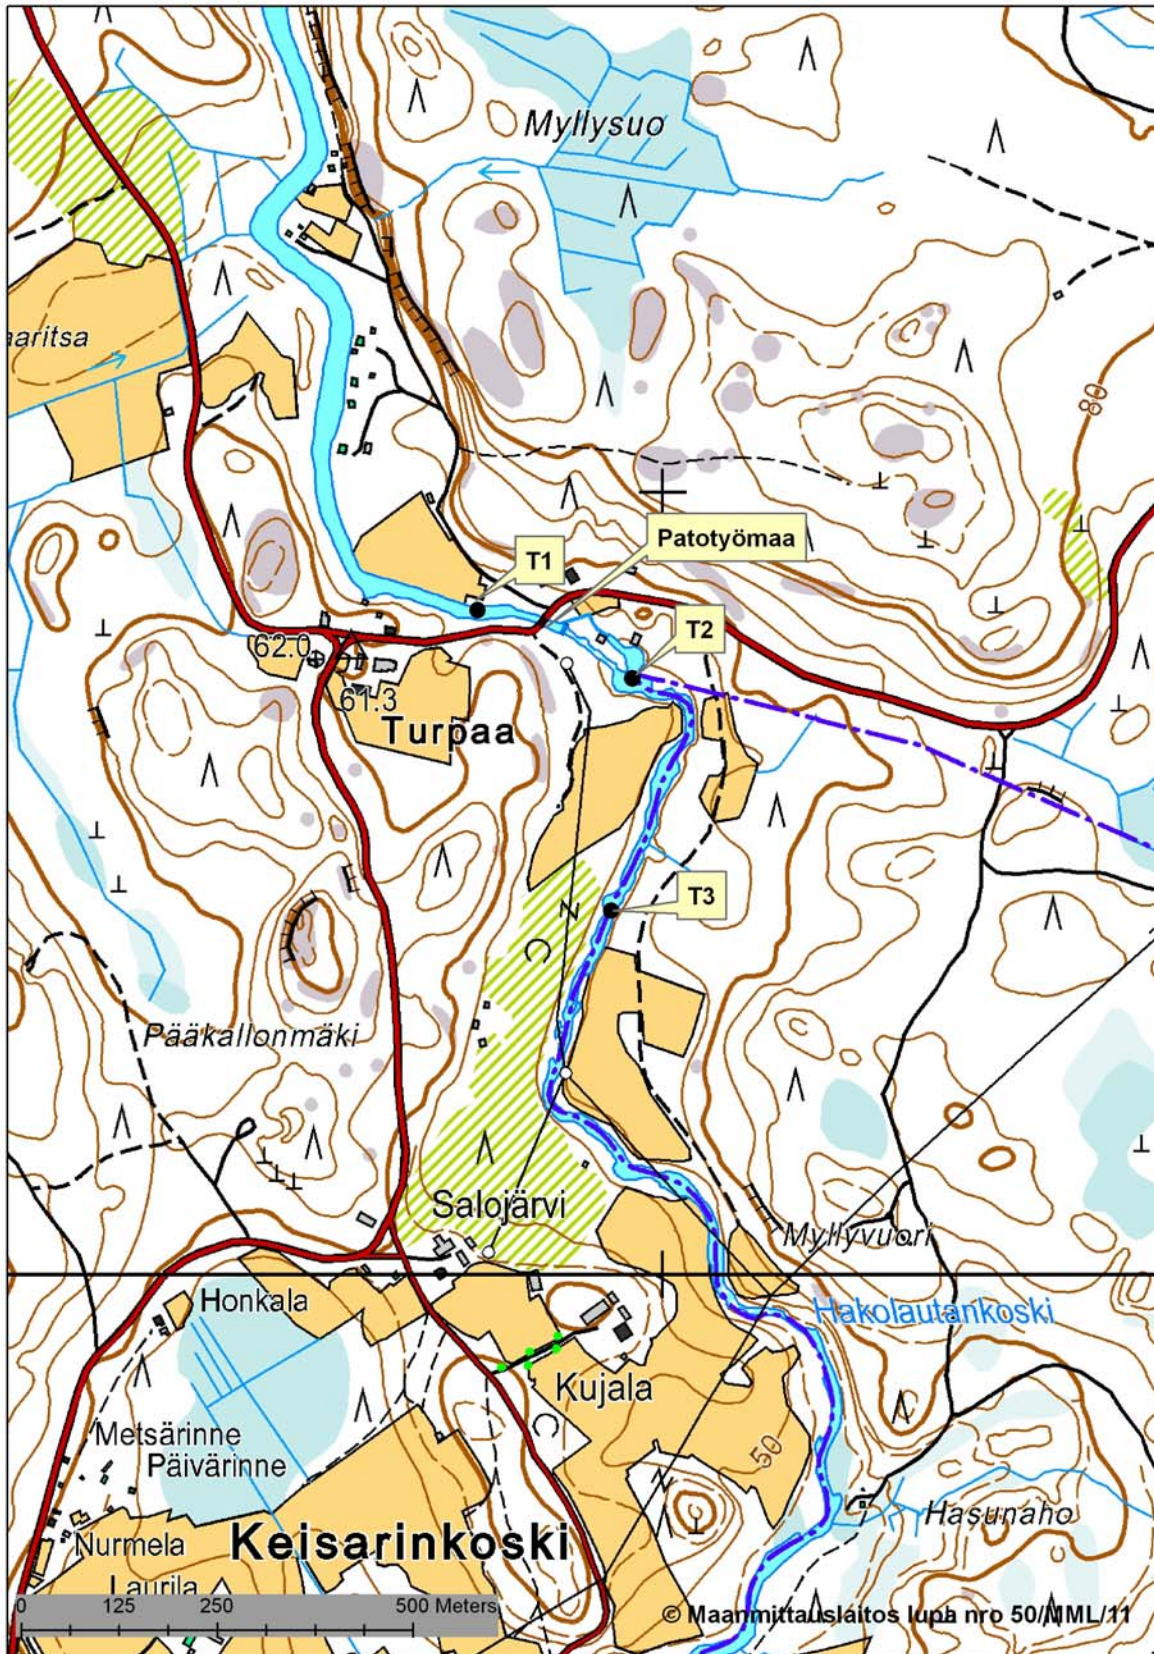 Myllysuo
aaritsa
80
Patotyömaa
T1
T2
62.0
61.3
Turpaa
T3
Pääkallonmäki
Salojärvi
Myllyvuori
Honkala
Hakolautankoski
Kujala
Metsärinne
50
Päivärinne
Hasunaho
Nurmela
Keisarinkoski
Laurila
0 125 250 500 Meters
© Maanmittauslaitos lupa nro 50/MML/11